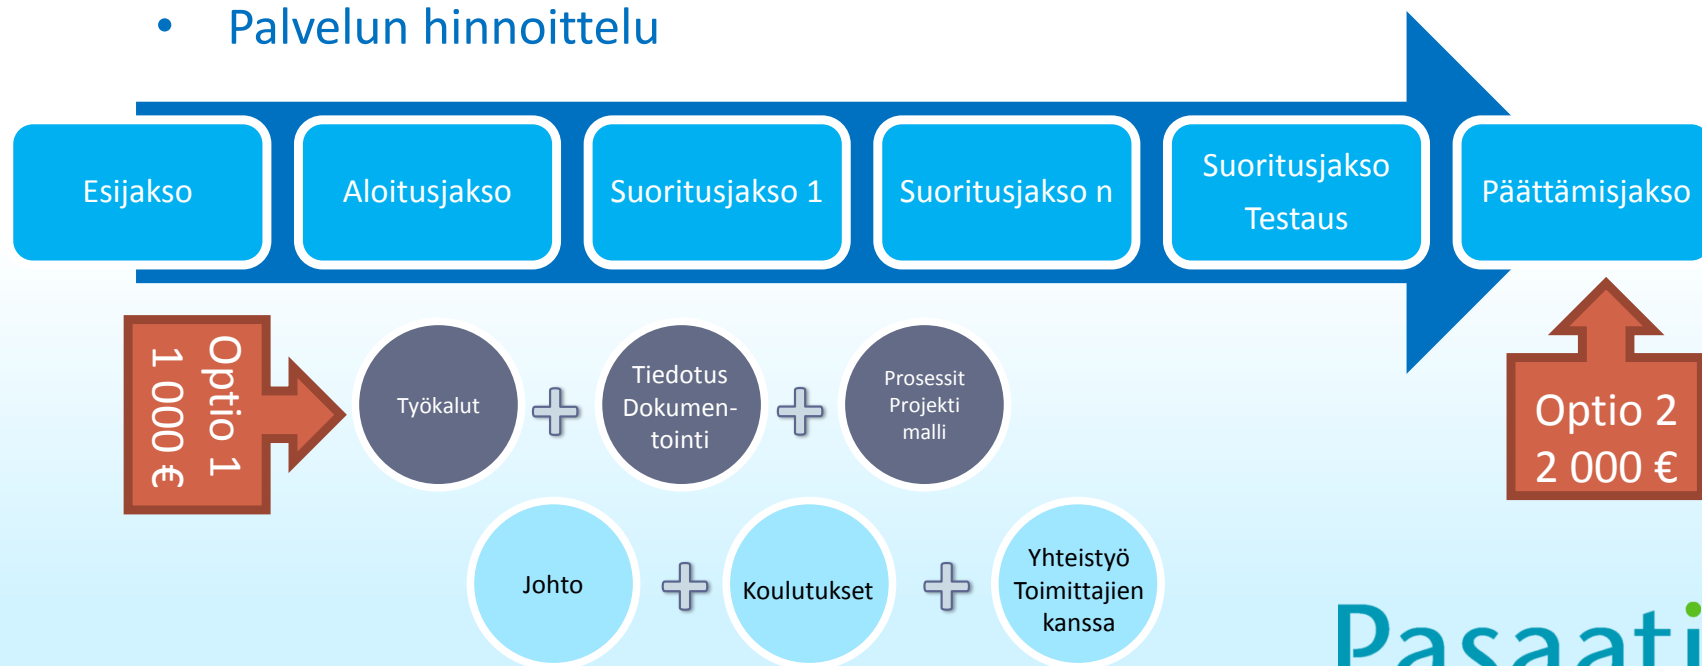 • Palvelun hinnoittelu
Esijakso
Aloitusjakso
Suoritusjakso 1
Suoritusjakso n
Suoritusjakso
Testaus
Päättämisjakso
Optio 1
1 000 €
Työkalut
Tiedotus
Dokumen-
tointi
Prosessit
Projekti
malli
Optio 2
2 000 €
Johto
Koulutukset
Yhteistyö
Toimittajien
kanssa
Pasaati